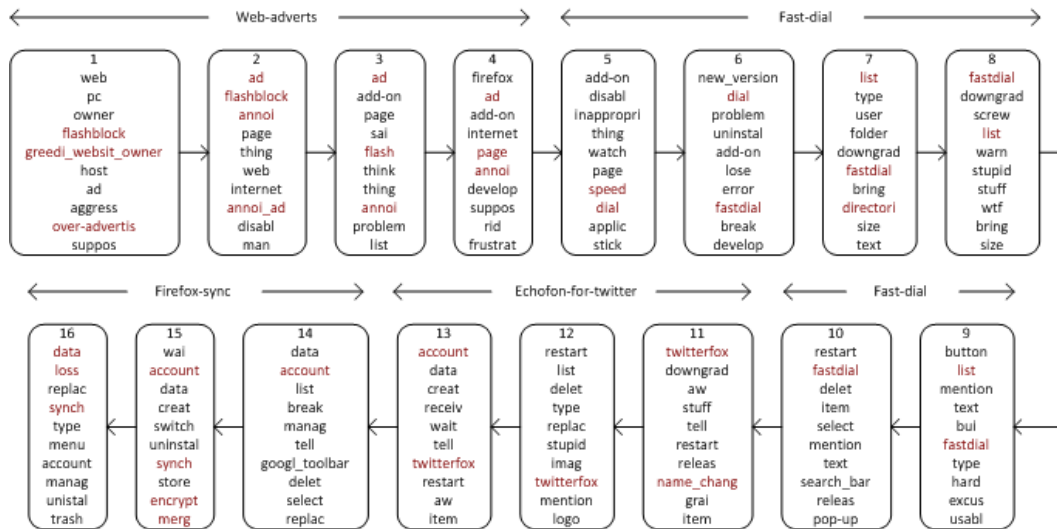 Web-adverts
Fast-dial
1
web
pc
owner
flashblock
greedi_websit_owner
host
ad
aggress
over-advertis
suppos
2
ad
flashblock
annoi
page
thing
web
internet
annoi_ad
disabl
man
3
ad
add-on
page
sai
flash
think
thing
annoi
problem
list
4
firefox
ad
add-on
internet
page
annoi
develop
suppos
rid
frustrat
5
add-on
disabl
inappropri
thing
watch
page
speed
dial
applic
stick
6
new_version
dial
problem
uninstal
add-on
lose
error
fastdial
break
develop
7
list
type
user
folder
downgrad
fastdial
bring
directori
size
text
8
fastdial
downgrad
screw
list
warn
stupid
stuff
wtf
bring
size
Firefox-sync
Echofon-for-twitter
Fast-dial
16
data
loss
replac
synch
type
menu
account
manag
unistal
trash
15
wai
account
data
creat
switch
uninstal
synch
store
encrypt
merg
14
data
account
list
break
manag
tell
googl_toolbar
delet
select
replac
13
account
data
creat
receiv
wait
tell
twitterfox
restart
aw
item
12
restart
list
delet
type
replac
stupid
imag
twitterfox
mention
logo
11
twitterfox
downgrad
aw
stuff
tell
restart
releas
name_chang
grai
item
10
restart
fastdial
delet
item
select
mention
text
search_bar
releas
pop-up
9
button
list
mention
text
bui
fastdial
type
hard
excus
usabl